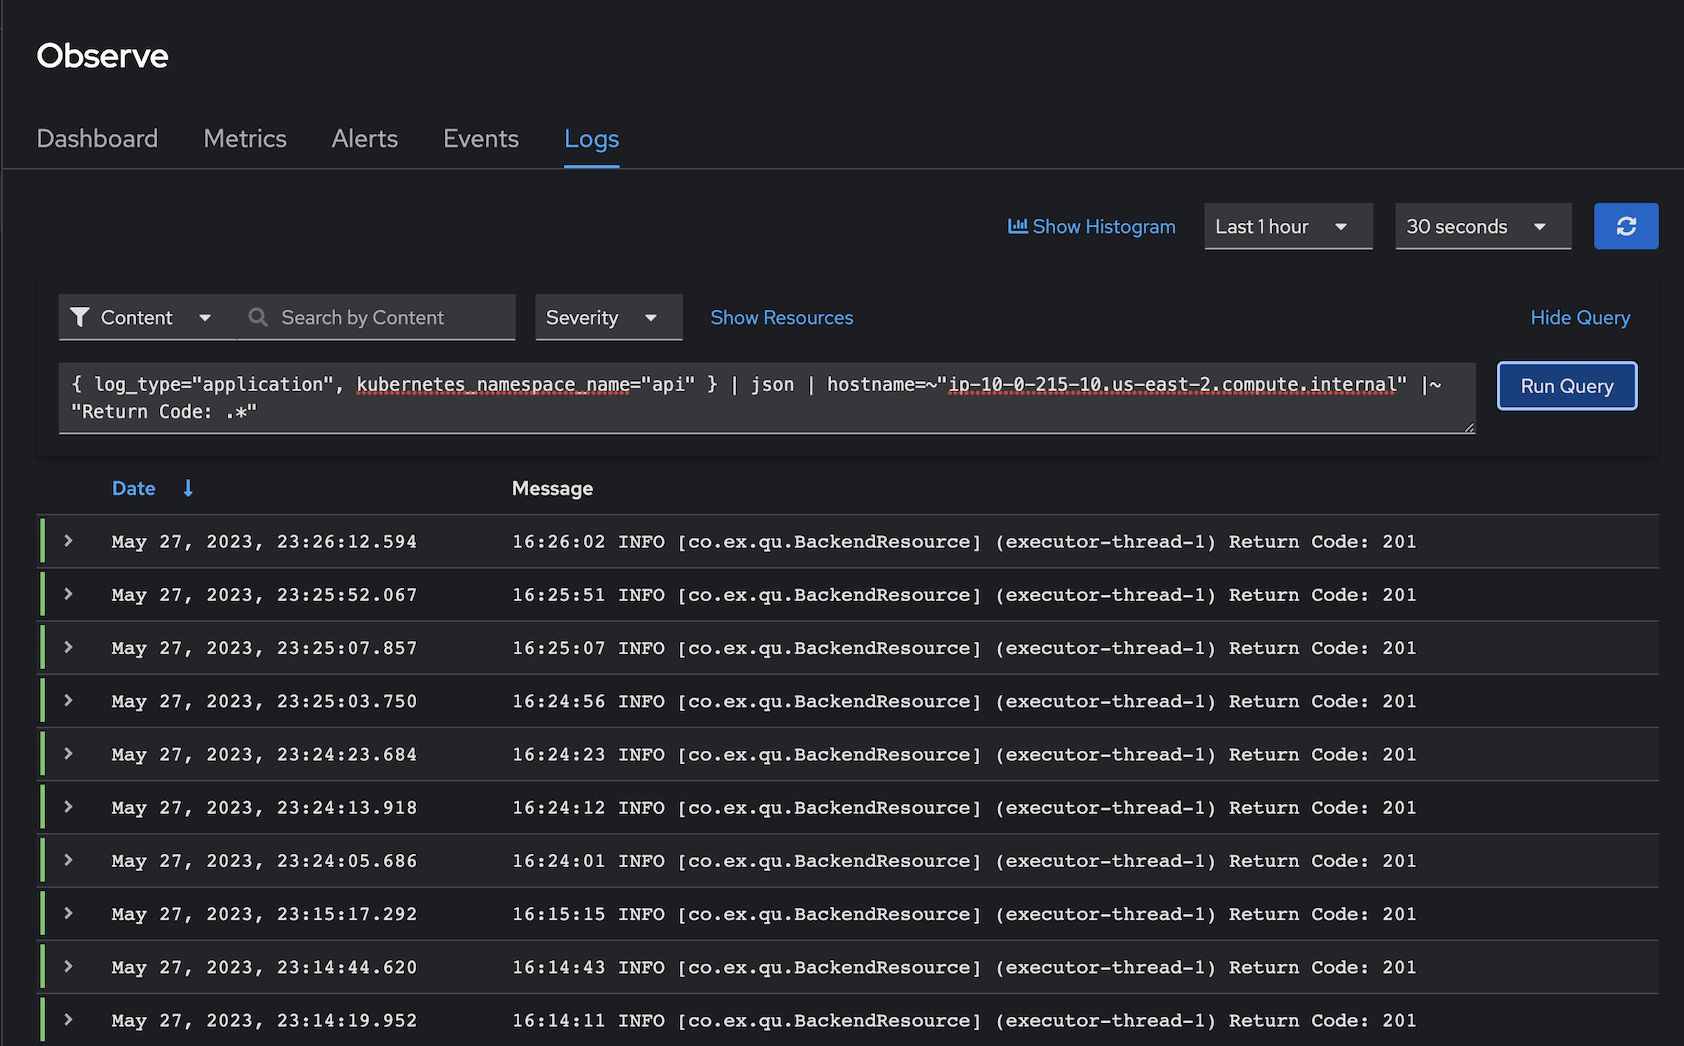 Observe
Dashboard Metrics Alerts Events Logs
Show Histogram Last 1 hour 30 seconds
Content Search by Content Severity Show Resources Hide Query
{ log_type="application", kubernetes_namespace_name="api" } | json | hostname=~"ip-10-0-215-10.us-east-2.compute.internal" |~
"Return Code: .*"
Run Query
Date Message
May 27, 2023, 23:26:12.594 16:26:02 INFO [co.ex.qu.BackendResource] (executor-thread-1) Return Code: 201
May 27, 2023, 23:25:52.067 16:25:51 INFO [co.ex.qu.BackendResource] (executor-thread-1) Return Code: 201
May 27, 2023, 23:25:07.857 16:25:07 INFO [co.ex.qu.BackendResource] (executor-thread-1) Return Code: 201
May 27, 2023, 23:25:03.750 16:24:56 INFO [co.ex.qu.BackendResource] (executor-thread-1) Return Code: 201
May 27, 2023, 23:24:23.684 16:24:23 INFO [co.ex.qu.BackendResource] (executor-thread-1) Return Code: 201
May 27, 2023, 23:24:13.918 16:24:12 INFO [co.ex.qu.BackendResource] (executor-thread-1) Return Code: 201
May 27, 2023, 23:24:05.686 16:24:01 INFO [co.ex.qu.BackendResource] (executor-thread-1) Return Code: 201
May 27, 2023, 23:15:17.292 16:15:15 INFO [co.ex.qu.BackendResource] (executor-thread-1) Return Code: 201
May 27, 2023, 23:14:44.620 16:14:43 INFO [co.ex.qu.BackendResource] (executor-thread-1) Return Code: 201
May 27, 2023, 23:14:19.952 16:14:11 INFO [co.ex.qu.BackendResource] (executor-thread-1) Return Code: 201